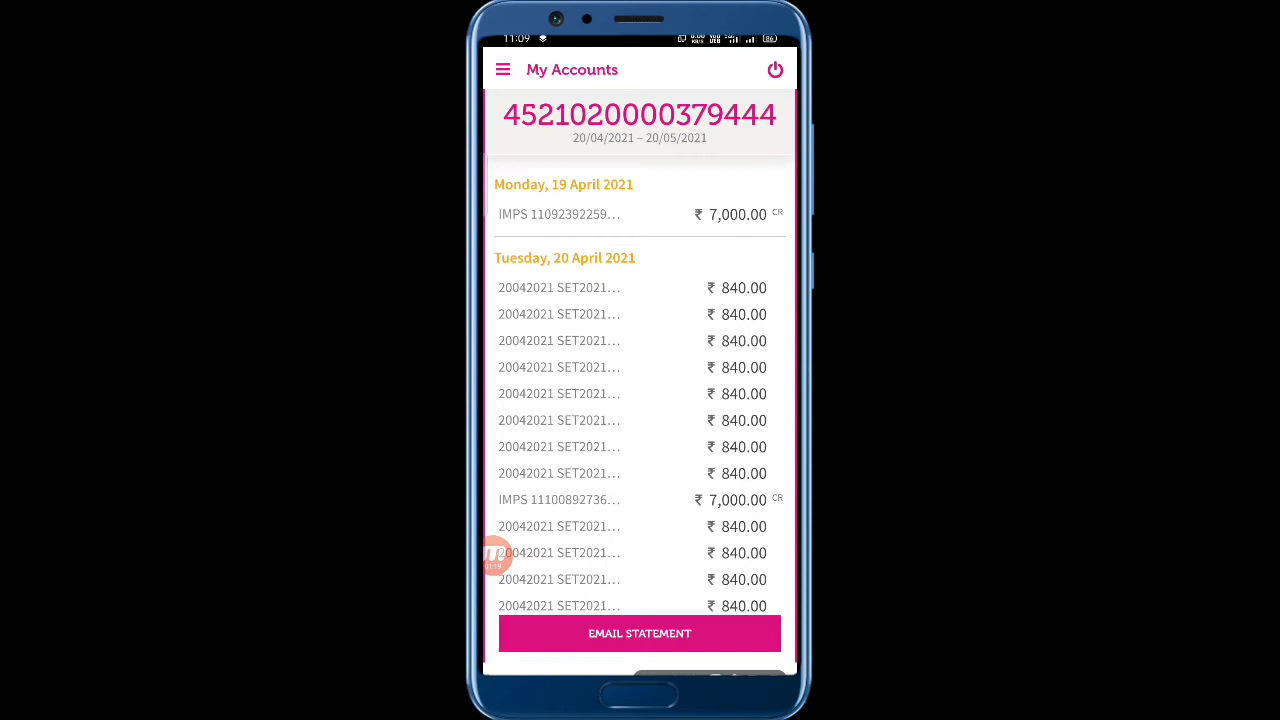 11:09
My Accounts
4521020000379444
20/04/2021 – 20/05/2021
Monday, 19 April 2021
IMPS 11092392259... ₹ 7,000.00 CR
Tuesday, 20 April 2021
20042021 SET2021... ₹ 840.00
20042021 SET2021... ₹ 840.00
20042021 SET2021... ₹ 840.00
20042021 SET2021... ₹ 840.00
20042021 SET2021... ₹ 840.00
20042021 SET2021... ₹ 840.00
20042021 SET2021... ₹ 840.00
20042021 SET2021... ₹ 840.00
IMPS 11100892736... ₹ 7,000.00 CR
20042021 SET2021... ₹ 840.00
20042021 SET2021... ₹ 840.00
01:19
20042021 SET2021... ₹ 840.00
20042021 SET2021... ₹ 840.00
EMAIL STATEMENT